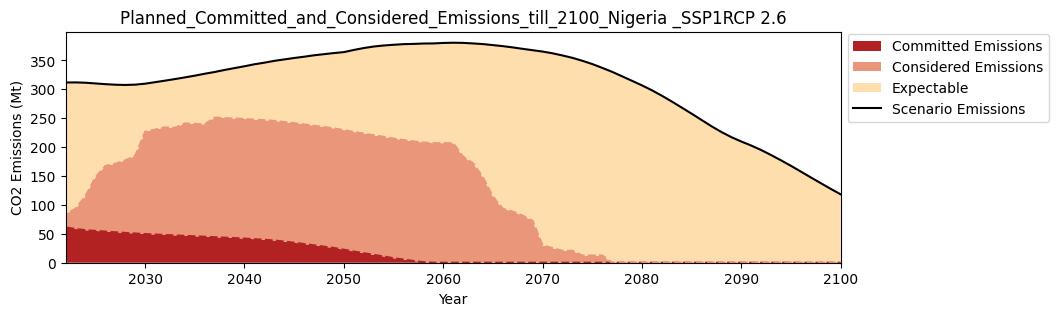 Planned_Committed_and_Considered_Emissions_till_2100_Nigeria _SSP1RCP 2.6
CO2 Emissions (Mt)
350
300
250
200
150
100
50
0
2030 2040 2050 2060 2070 2080 2090 2100
Year
Committed Emissions
Considered Emissions
Expectable
Scenario Emissions